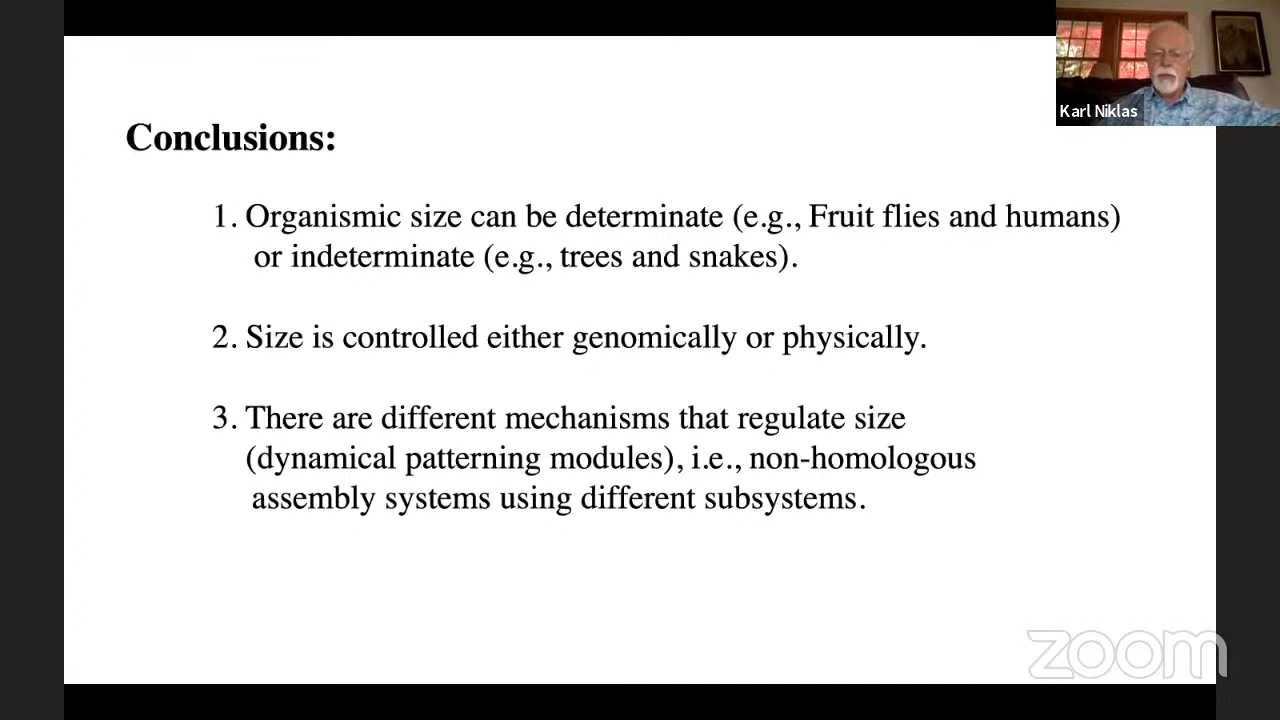 Karl Niklas
Conclusions:
1. Organismic size can be determinate (e.g., Fruit flies and humans)
or indeterminate (e.g., trees and snakes).
2. Size is controlled either genomically or physically.
3. There are different mechanisms that regulate size
(dynamical patterning modules), i.e., non-homologous
assembly systems using different subsystems.
zoom